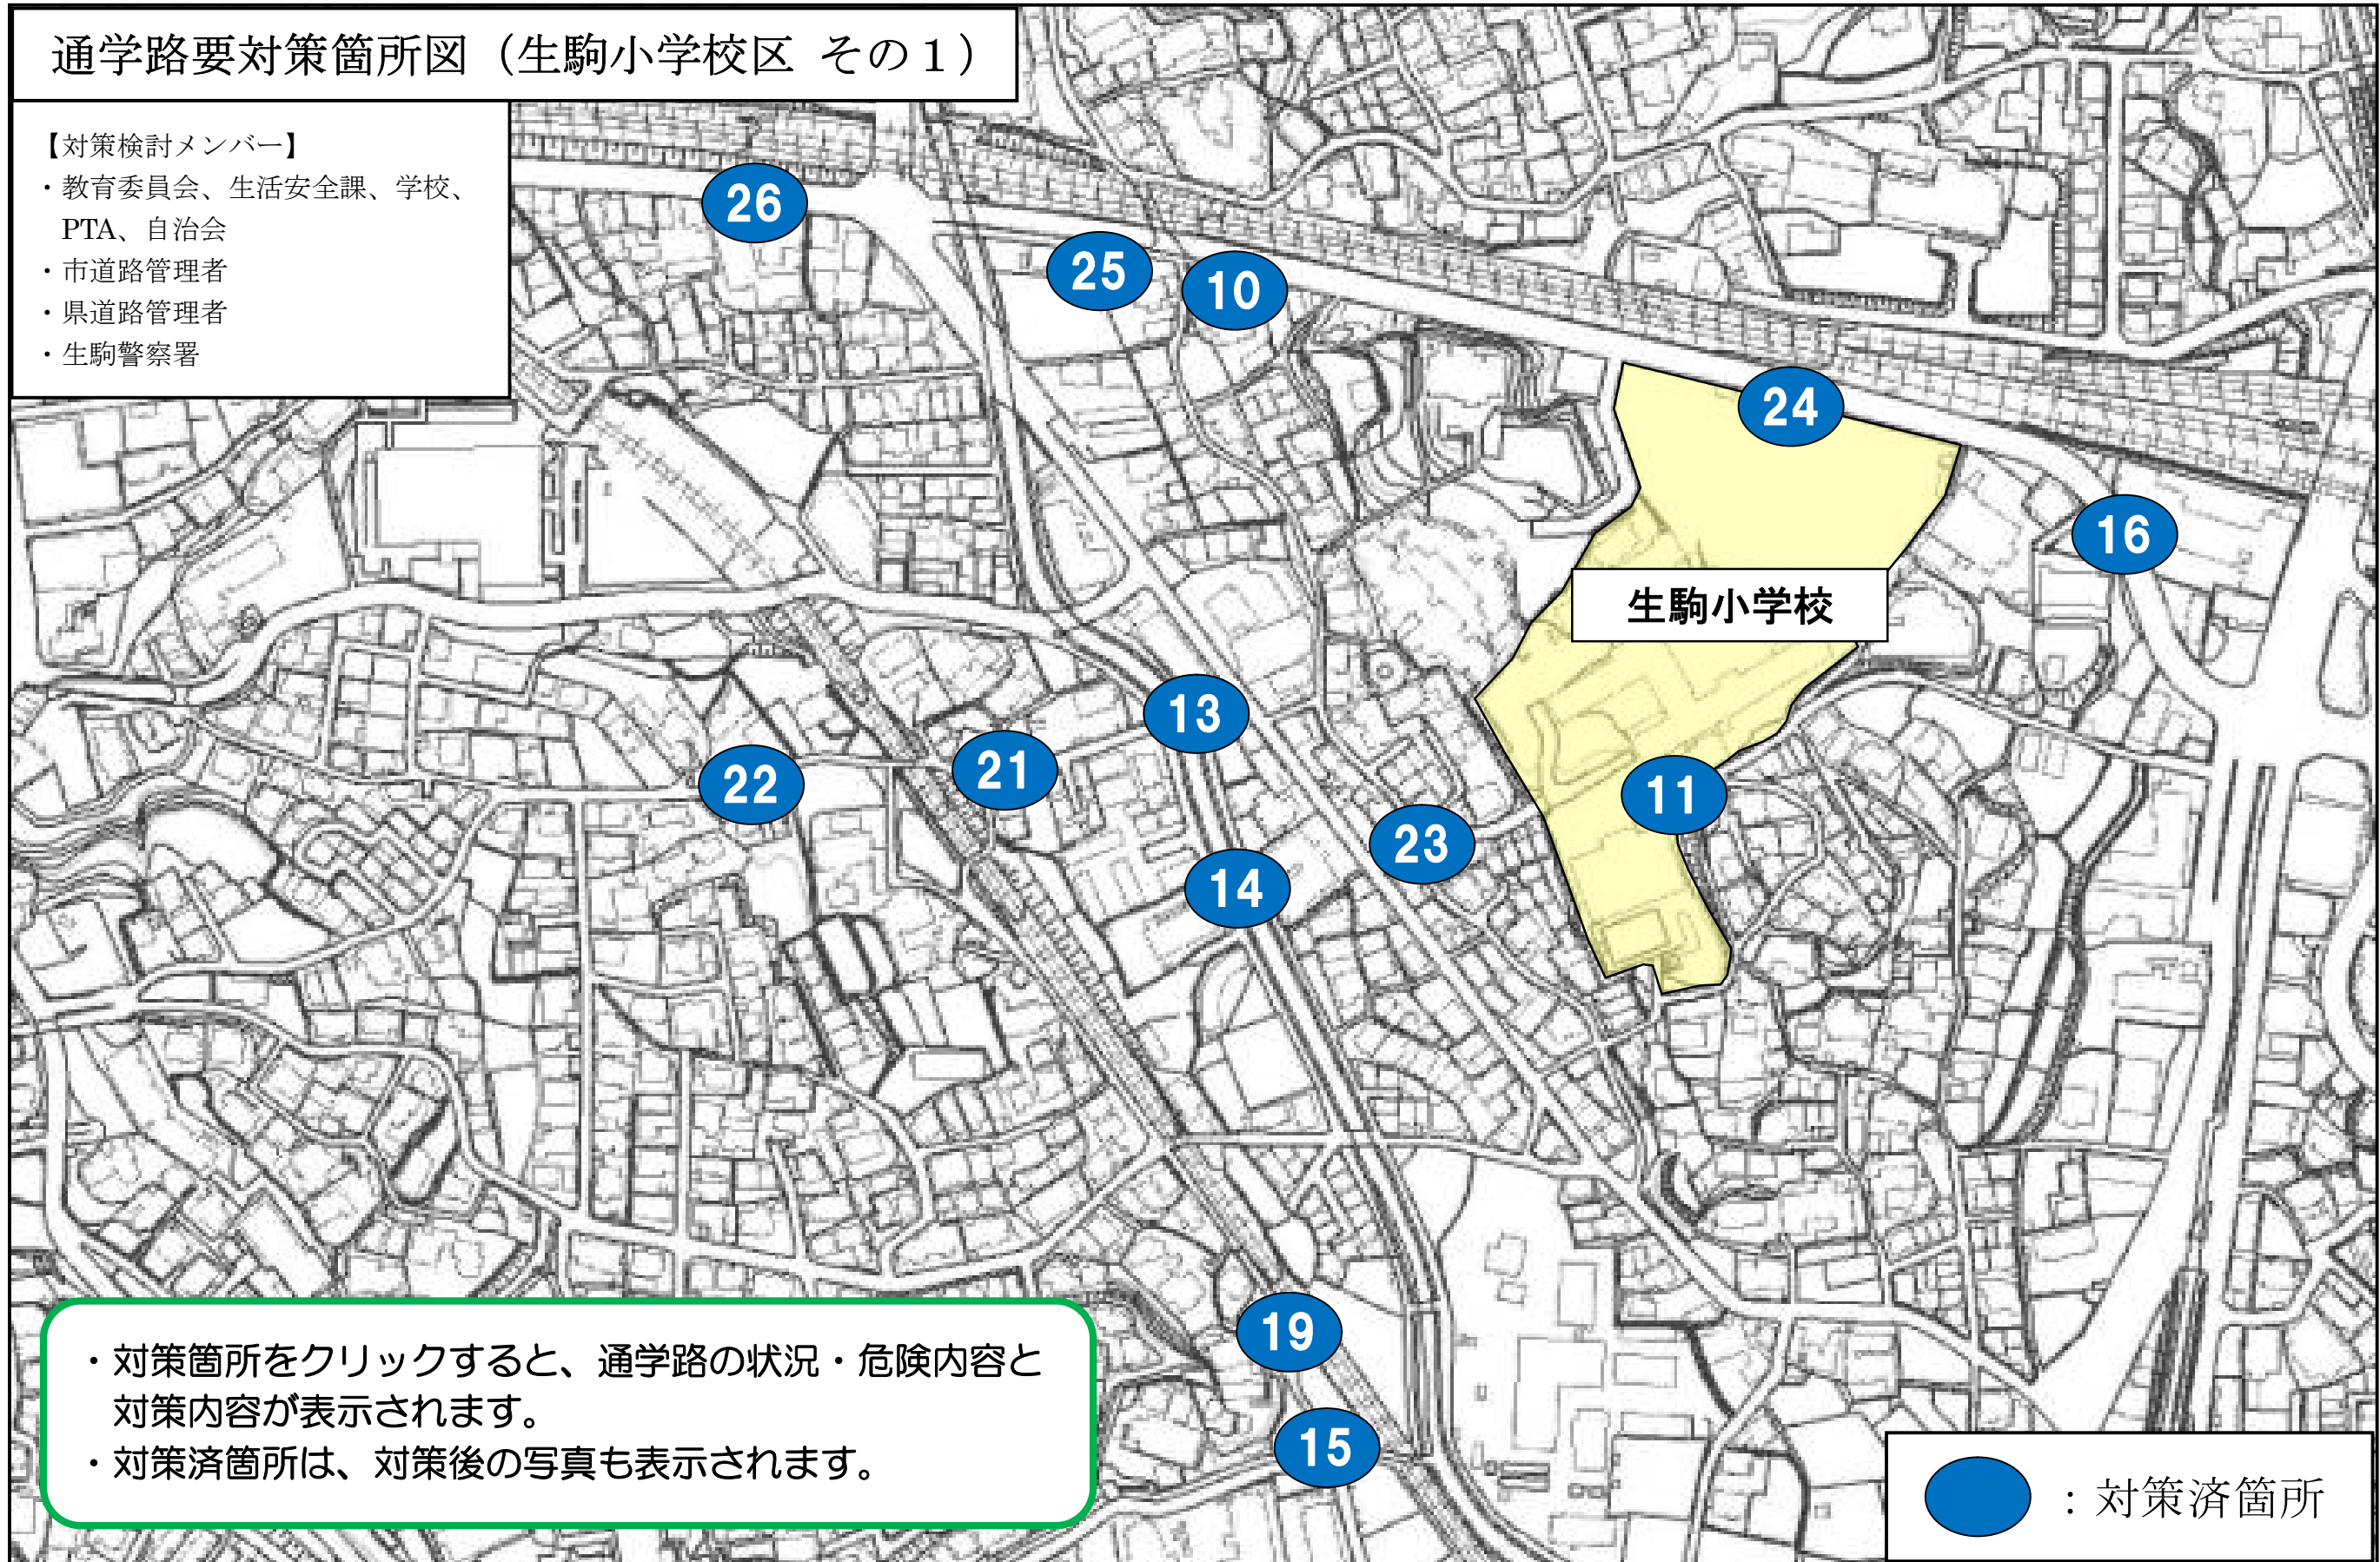 通学路要対策箇所図（生駒小学校区 その１）
【対策検討メンバー】
・教育委員会、生活安全課、学校、
PTA、自治会
・市道路管理者
・県道路管理者
・生駒警察署
26
25
10
24
16
生駒小学校
13
21
22
11
23
14
19
15
・対策箇所をクリックすると、通学路の状況・危険内容と
対策内容が表示されます。
・対策済箇所は、対策後の写真も表示されます。
：対策済箇所